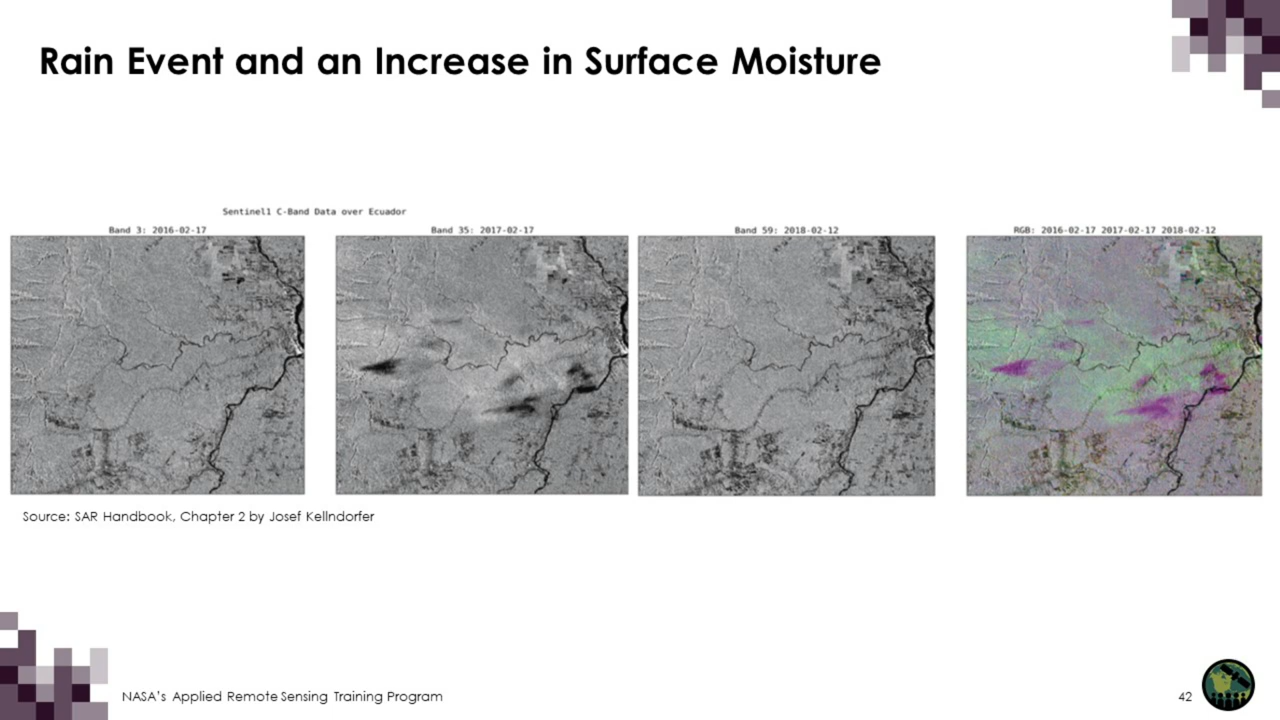 Rain Event and an Increase in Surface Moisture
Sentinel1 C-Band Data over Ecuador
Band 3: 2016-02-17
Band 35: 2017-02-17
Band 59: 2018-02-12
RGB: 2016-02-17 2017-02-17 2018-02-12
Source: SAR Handbook, Chapter 2 by Josef Kellndorfer
NASA's Applied Remote Sensing Training Program
42